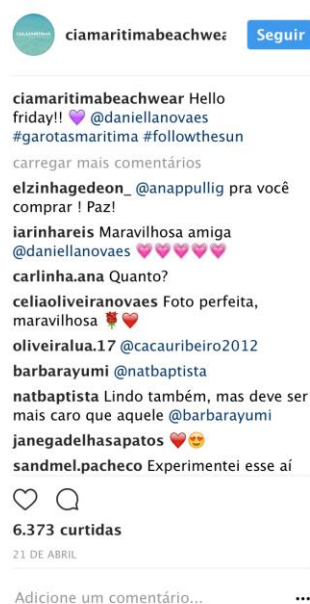 ciamaritimabeachwea
Seguir
ciamaritimabeachwear Hello
friday!! 💜 @daniellanovaes
#garotasmaritima #followthesun
carregar mais comentários
elzinhagedeon_ @anappullig pra você
comprar ! Paz!
iarinhareis Maravilhosa amiga
@daniellanovaes 💗💗💗💗💗
carlinha.ana Quanto?
celiaoliveiranovaes Foto perfeita,
maravilhosa 🌹❤️
oliveiralua.17 @cacauribeiro2012
barbarayumi @natbaptista
natbaptista Lindo também, mas deve ser
mais caro que aquele @barbarayumi
janegadelhasapatos ❤️😍
sandmel.pacheco Experimentei esse aí
6.373 curtidas
21 DE ABRIL
Adicione um comentário...